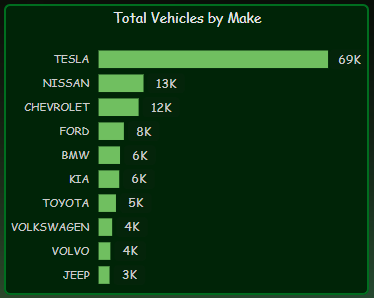 Total Vehicles by Make
TESLA 69K
NISSAN 13K
CHEVROLET 12K
FORD 8K
BMW 6K
KIA 6K
TOYOTA 5K
VOLKSWAGEN 4K
VOLVO 4K
JEEP 3K